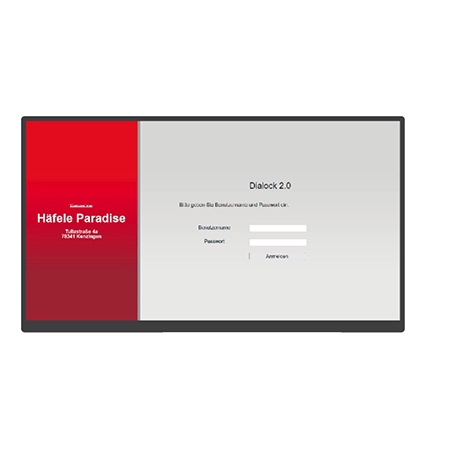 Häfele Paradise
Tullastraße 4a
79341 Kenzingen
Dialock 2.0
Bitte geben Sie Benutzername und Passwort ein.
Benutzername
Passwort
Anmelden